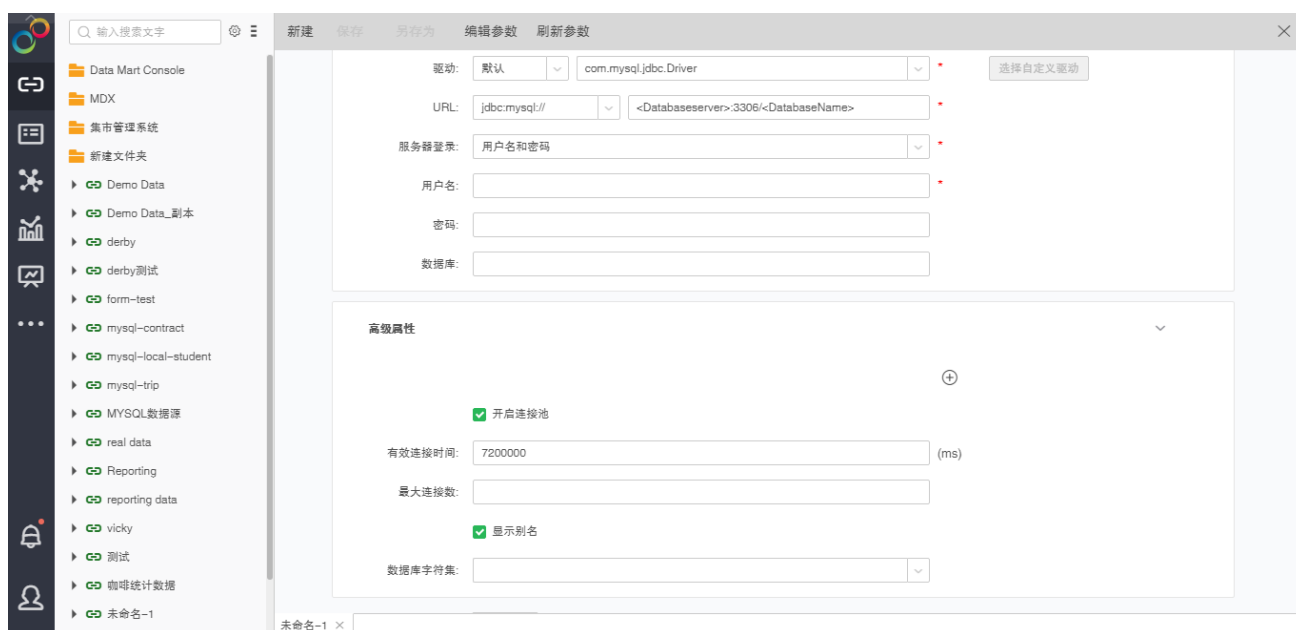 输入搜索文字
新建 保存 另存为 编辑参数 刷新参数
Data Mart Console
MDX
集市管理系统
新建文件夹
Demo Data
Demo Data_副本
derby
derby测试
form-test
mysql-contract
mysql-local-student
mysql-trip
MYSQL数据源
real data
Reporting
reporting data
vicky
测试
咖啡统计数据
未命名-1
驱动: 默认 com.mysql.jdbc.Driver * 选择自定义驱动
URL: jdbc:mysql:// <Databaseserver>:3306/<DatabaseName> *
服务器登录: 用户名和密码 *
用户名: *
密码:
数据库:
高级属性
开启连接池
有效连接时间: 7200000 (ms)
最大连接数:
显示别名
数据库字符集:
未命名-1